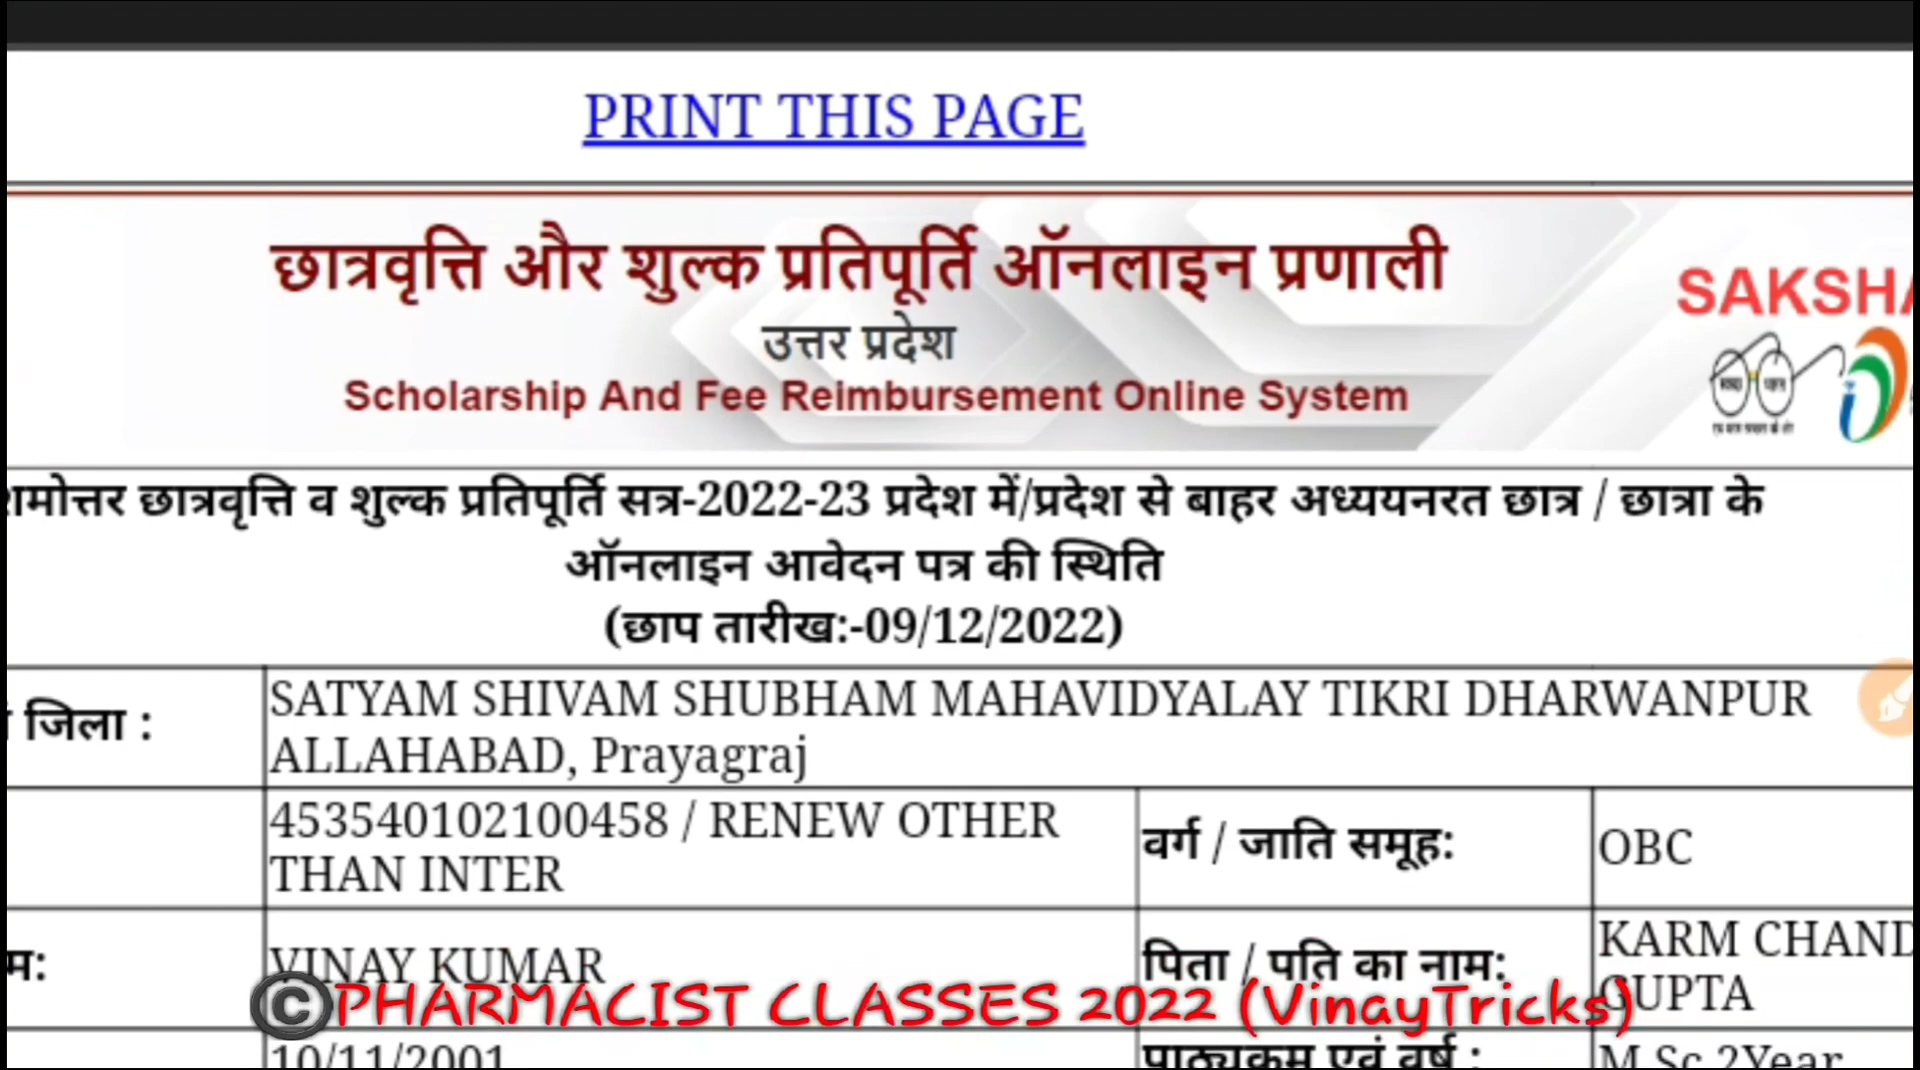 PRINT THIS PAGE
छात्रवृत्ति और शुल्क प्रतिपूर्ति ऑनलाइन प्रणाली
उत्तर प्रदेश
Scholarship And Fee Reimbursement Online System
SAKSHA
शमोत्तर छात्रवृत्ति व शुल्क प्रतिपूर्ति सत्र-2022-23 प्रदेश में/प्रदेश से बाहर अध्ययनरत छात्र / छात्रा के
ऑनलाइन आवेदन पत्र की स्थिति
(छाप तारीख:-09/12/2022)
जिला :
SATYAM SHIVAM SHUBHAM MAHAVIDYALAY TIKRI DHARWANPUR
ALLAHABAD, Prayagraj
453540102100458 / RENEW OTHER
THAN INTER
वर्ग / जाति समूह:
OBC
म:
VINAY KUMAR
पिता / पति का नाम:
KARM CHAND
GUPTA
©PHARMACIST CLASSES 2022 (VinayTricks)
10/11/2001
पाठ्यक्रम एवं वर्ष :
M.Sc 2Year